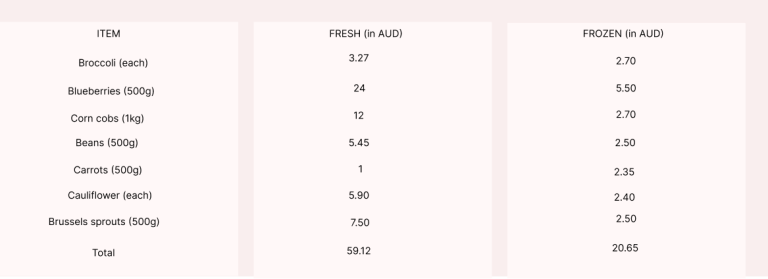 ITEM FRESH (in AUD) FROZEN (in AUD)
Broccoli (each) 3.27 2.70
Blueberries (500g) 24 5.50
Corn cobs (1kg) 12 2.70
Beans (500g) 5.45 2.50
Carrots (500g) 1 2.35
Cauliflower (each) 5.90 2.40
Brussels sprouts (500g) 7.50 2.50
Total 59.12 20.65